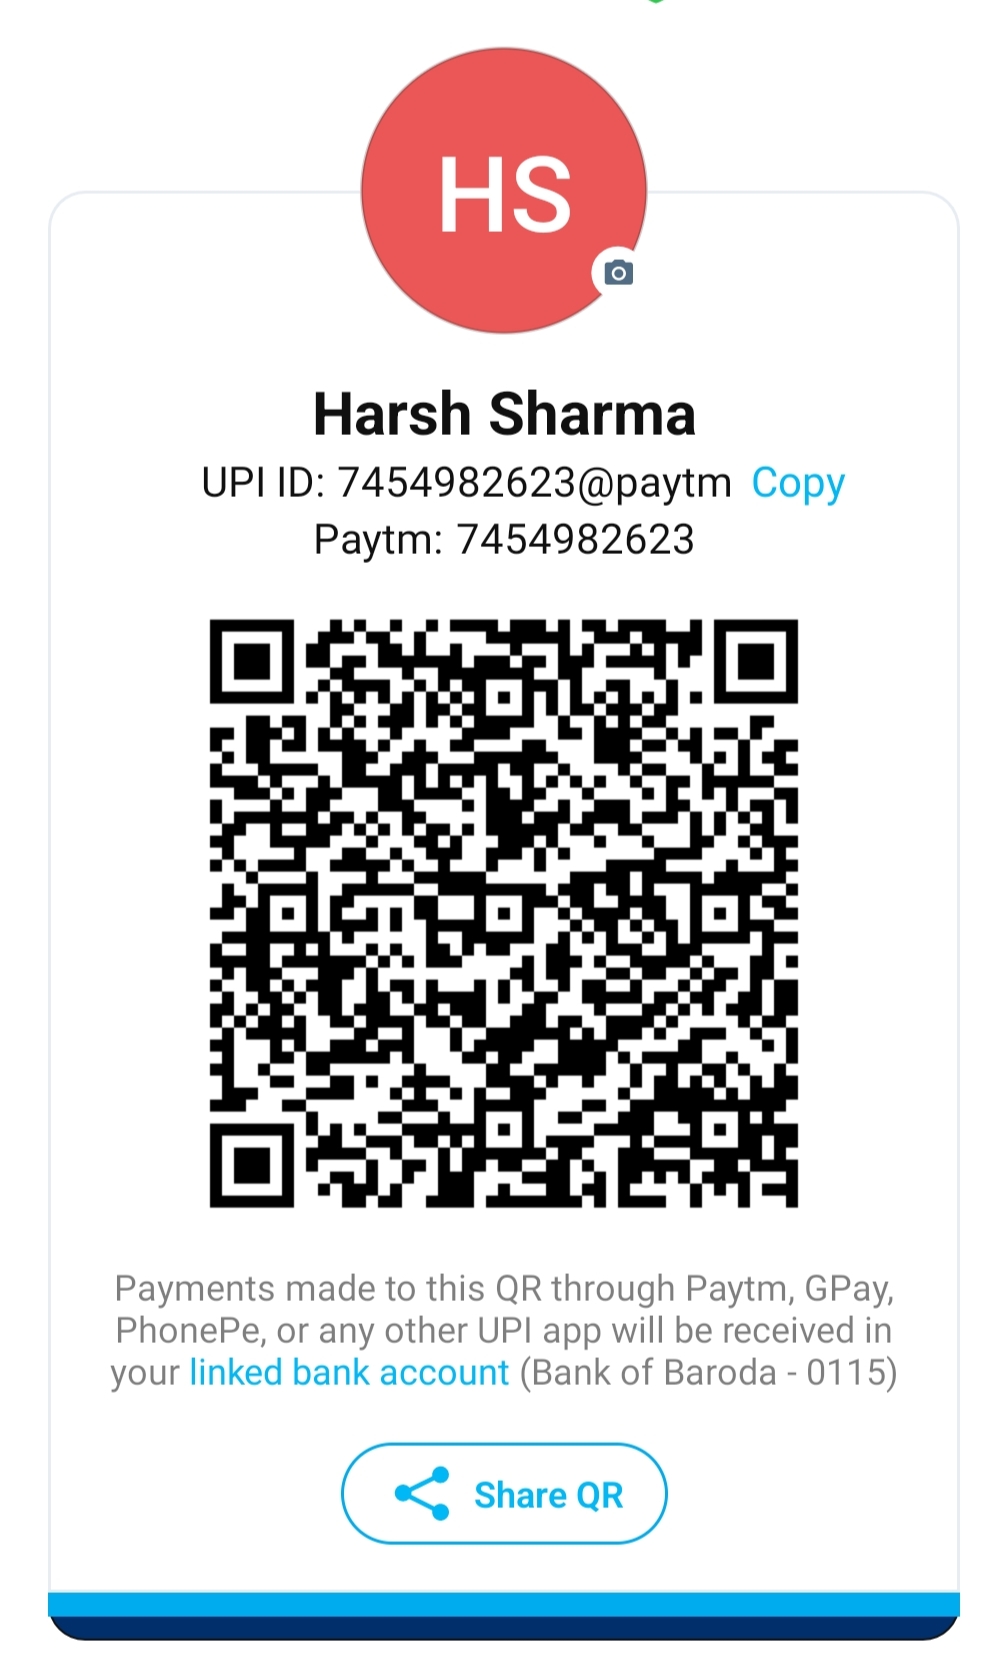 HS
Harsh Sharma
UPI ID: 7454982623@paytm Copy
Paytm: 7454982623
Payments made to this QR through Paytm, GPay,
PhonePe, or any other UPI app will be received in
your linked bank account (Bank of Baroda - 0115)
Share QR